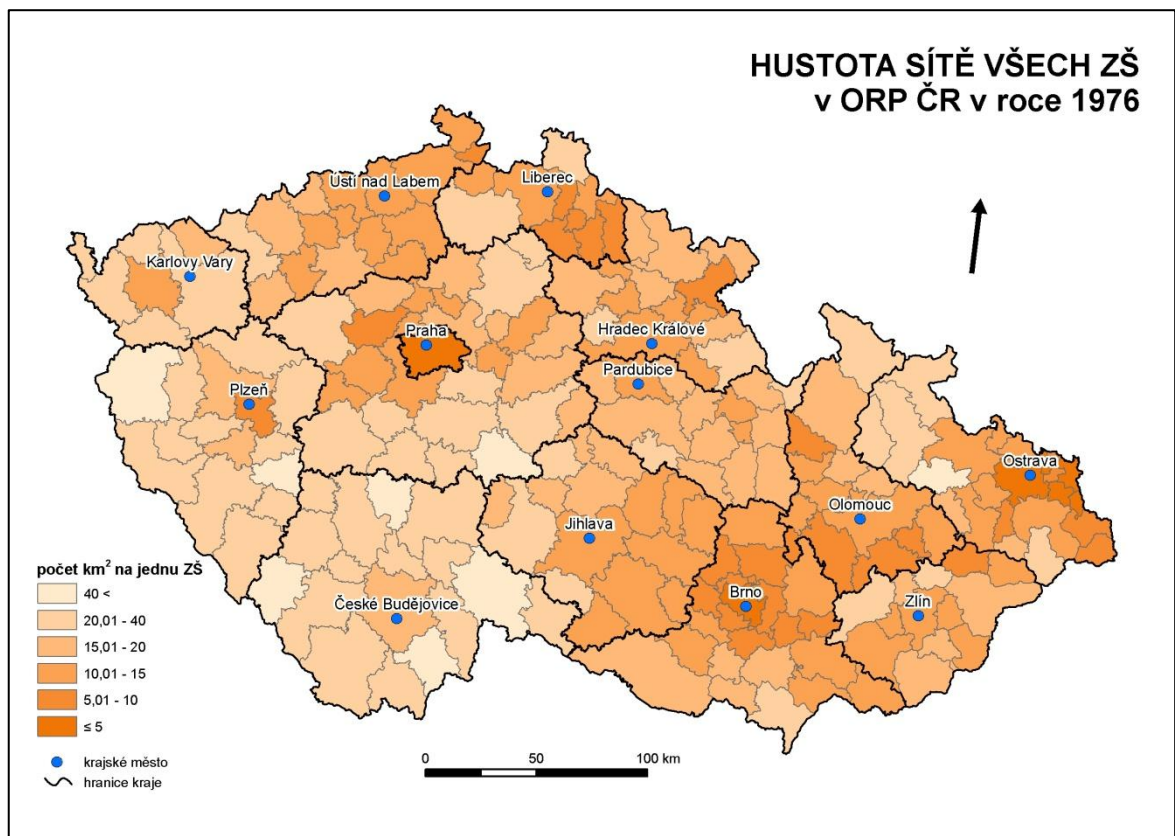 HUSTOTA SÍTĚ VŠECH ZŠ
v ORP ČR v roce 1976
Ústí nad Labem
Liberec
Karlovy Vary
Praha
Hradec Králové
Pardubice
Plzeň
Ostrava
Olomouc
Jihlava
Brno
Zlín
České Budějovice
počet km² na jednu ZŠ
40 <
20,01 - 40
15,01 - 20
10,01 - 15
5,01 - 10
≤ 5
krajské město
hranice kraje
0 50 100 km